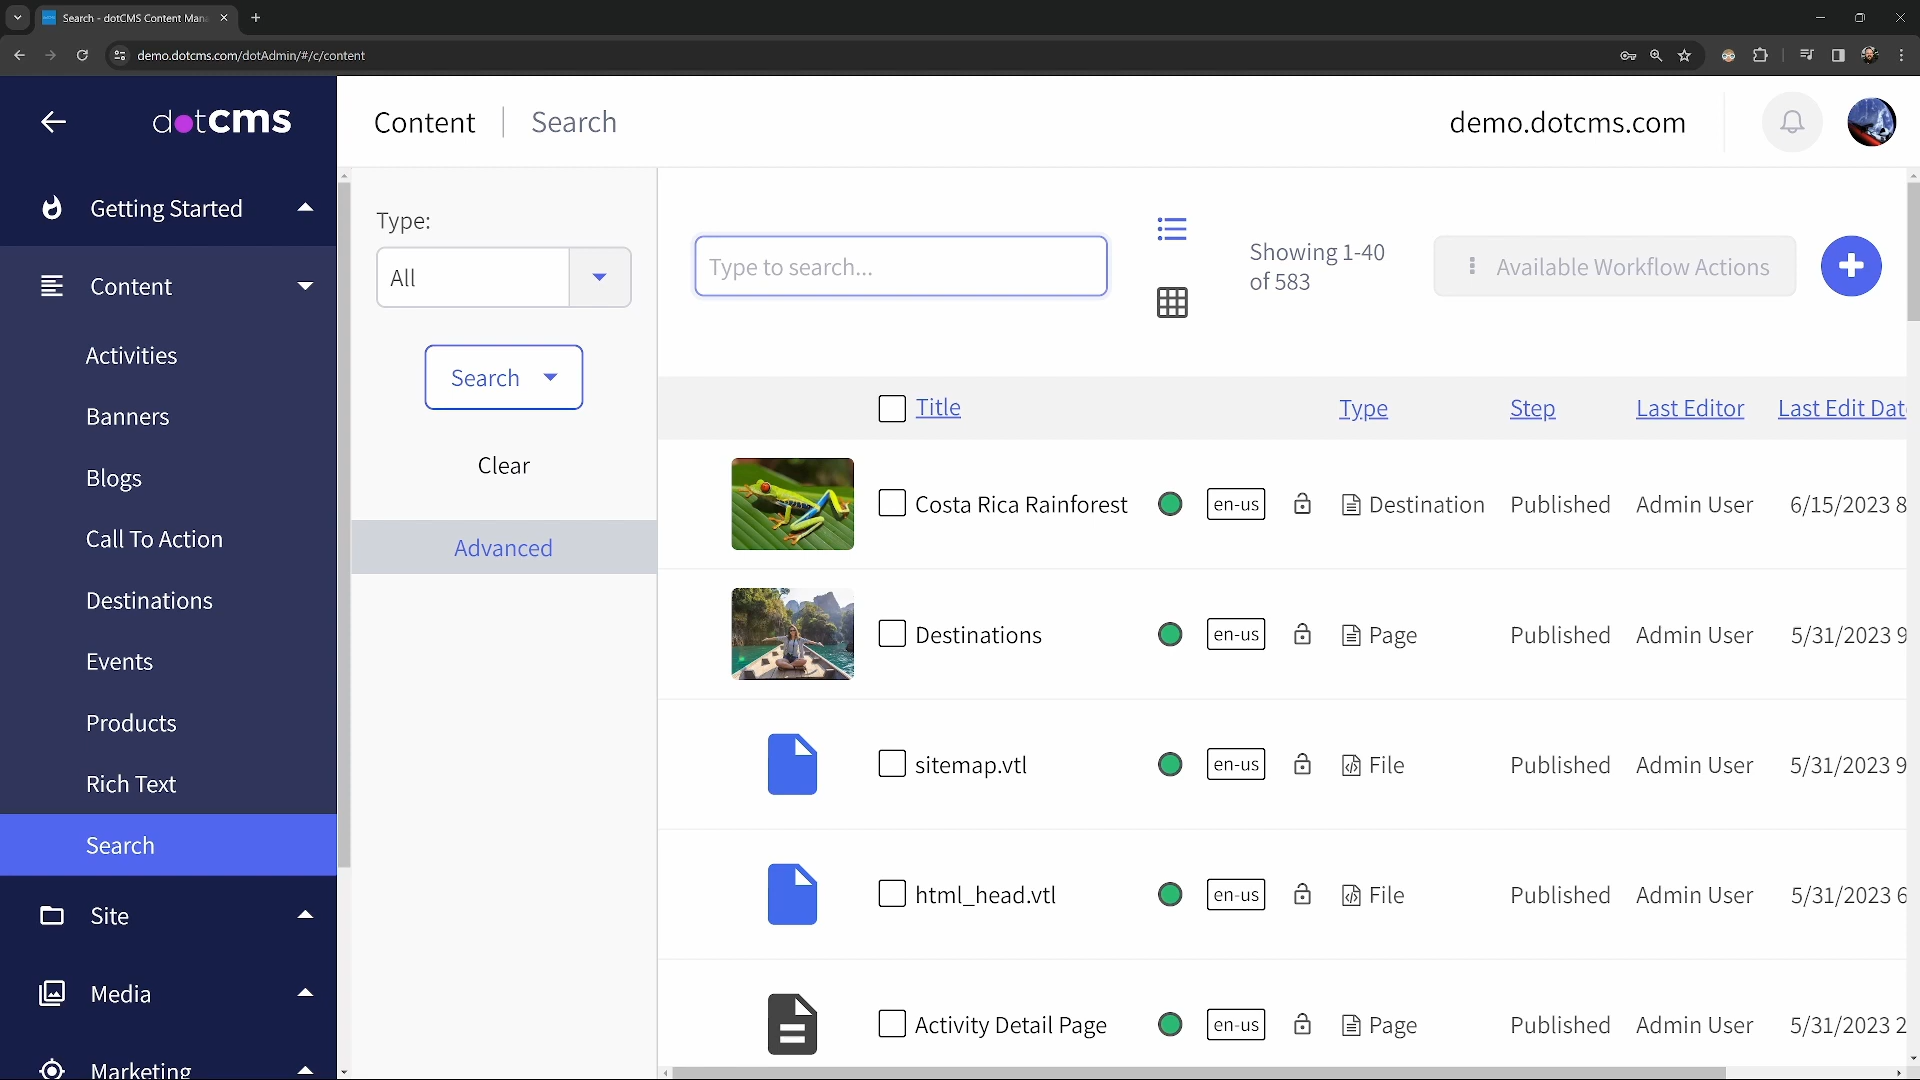 Search - dotCMS Content Mana
demo.dotcms.com/dotAdmin/#/c/content
dotCMS
Content
Search
demo.dotcms.com
Getting Started
Content
Activities
Banners
Blogs
Call To Action
Destinations
Events
Products
Rich Text
Search
Site
Media
Marketing
Type:
All
Search
Clear
Advanced
Type to search...
Showing 1-40
of 583
Available Workflow Actions
Title Type Step Last Editor Last Edit Dat
Costa Rica Rainforest en-us Destination Published Admin User 6/15/2023 8
Destinations en-us Page Published Admin User 5/31/2023 9
sitemap.vtl en-us File Published Admin User 5/31/2023 9
html_head.vtl en-us File Published Admin User 5/31/2023 6
Activity Detail Page en-us Page Published Admin User 5/31/2023 2